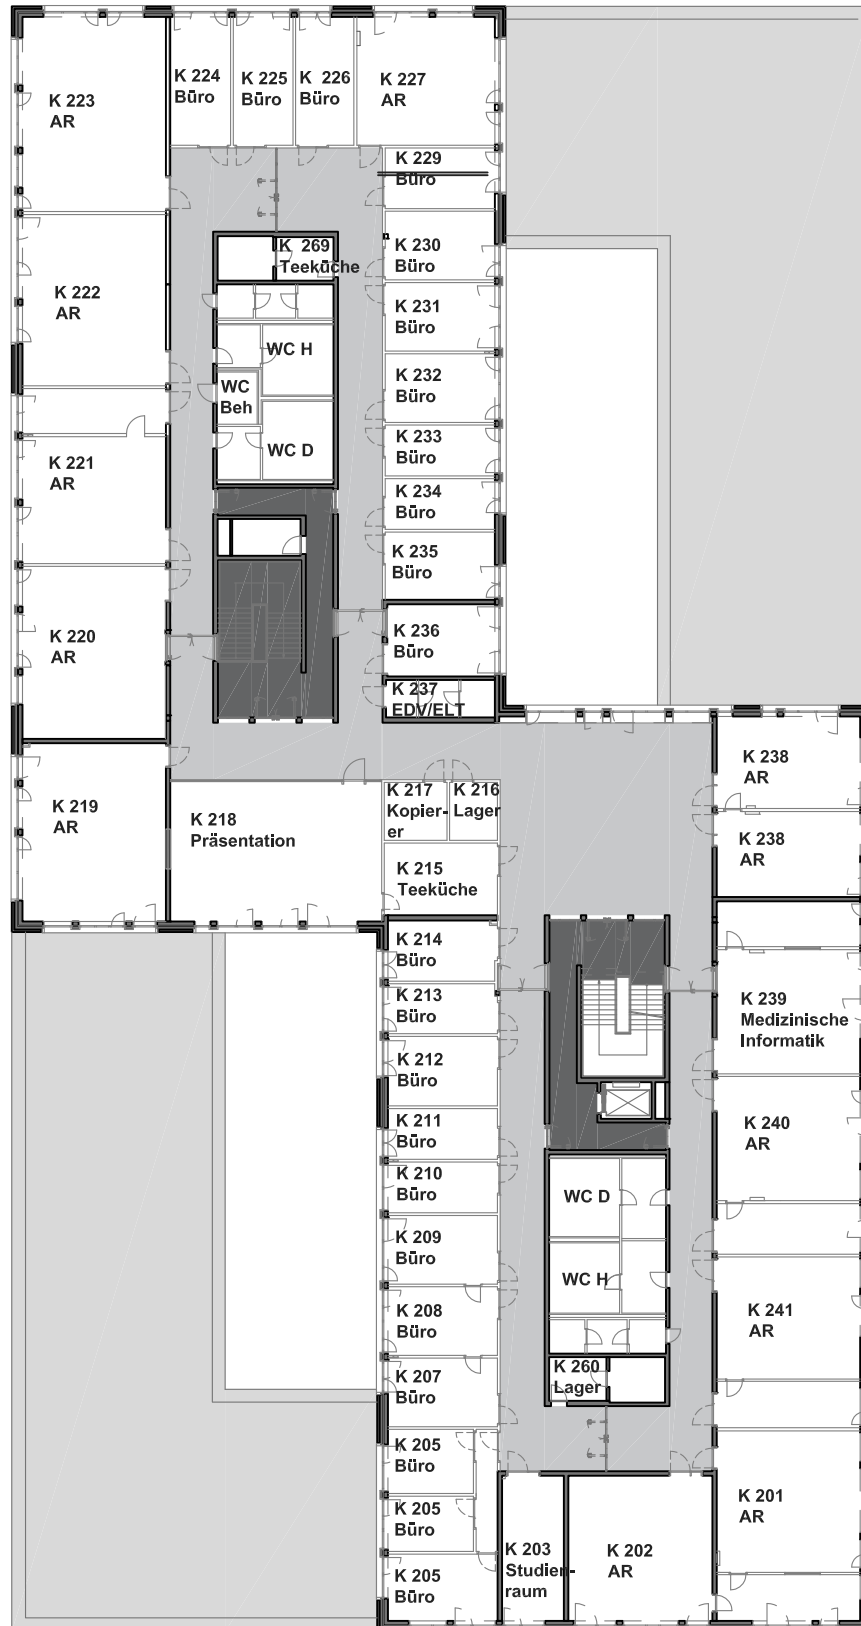 K 223
AR
K 224
Büro
K 225
Büro
K 226
Büro
K 227
AR
K 229
Büro
K 269
Teeküche
K 230
Büro
K 222
AR
K 231
Büro
WC H
K 232
Büro
WC
Beh
K 233
Büro
WC D
K 221
AR
K 234
Büro
K 235
Büro
K 220
AR
K 236
Büro
K 237
EDV/ELT
K 238
AR
K 219
AR
K 218
Präsentation
K 217
Kopier-
er
K 216
Lager
K 238
AR
K 215
Teeküche
K 214
Büro
K 213
Büro
K 239
Medizinische
Informatik
K 212
Büro
K 211
Büro
K 240
AR
K 210
Büro
WC D
K 209
Büro
WC H
K 208
Büro
K 241
AR
K 207
Büro
K 260
Lager
K 205
Büro
K 205
Büro
K 201
AR
K 205
Büro
K 203
Studien-
raum
K 202
AR